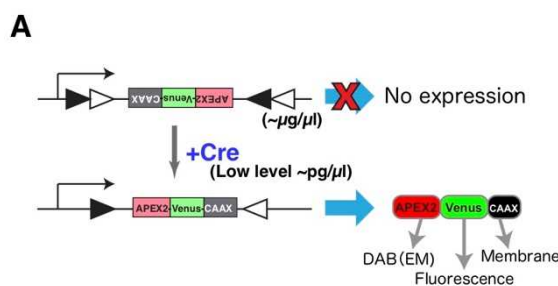 A
CAAX -Venus- APEX2
(~µg/µl)
No expression
+Cre
(Low level ~pg/µl)
APEX2- Venus- CAAX
APEX2 Venus CAAX
DAB(EM)
Membrane
Fluorescence